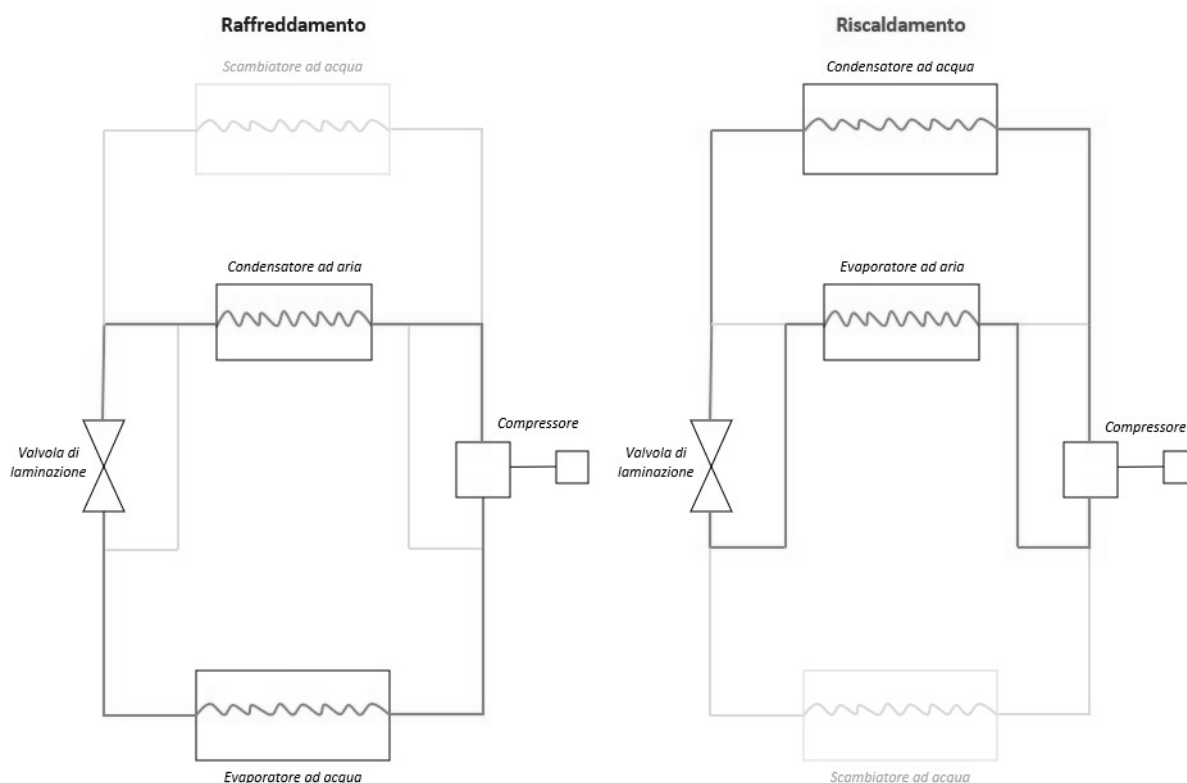 Raffreddamento
Scambiatore ad acqua
Condensatore ad aria
Compressore
Valvola di
laminazione
Evaporatore ad acqua
Riscaldamento
Condensatore ad acqua
Evaporatore ad aria
Compressore
Valvola di
laminazione
Scambiatore ad acqua